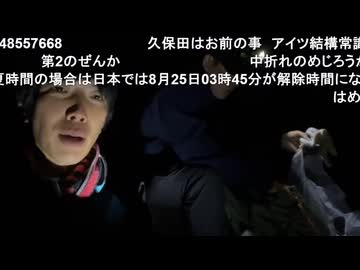 48557668 久保田はお前の事 アイツ結構常識
第2のぜんか 中折れのめじろうが
夏時間の場合は日本では8月25日03時45分が解除時間にな
はめ